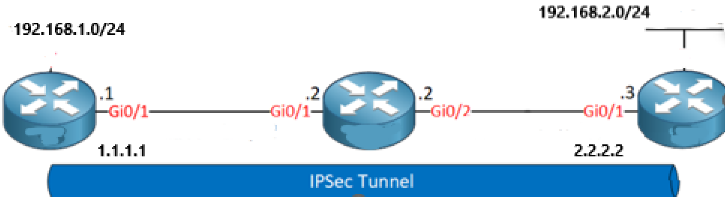 192.168.1.0/24
192.168.2.0/24
.1
Gi0/1
Gi0/1
.2
.2
Gi0/2
Gi0/1
.3
1.1.1.1
2.2.2.2
IPSec Tunnel